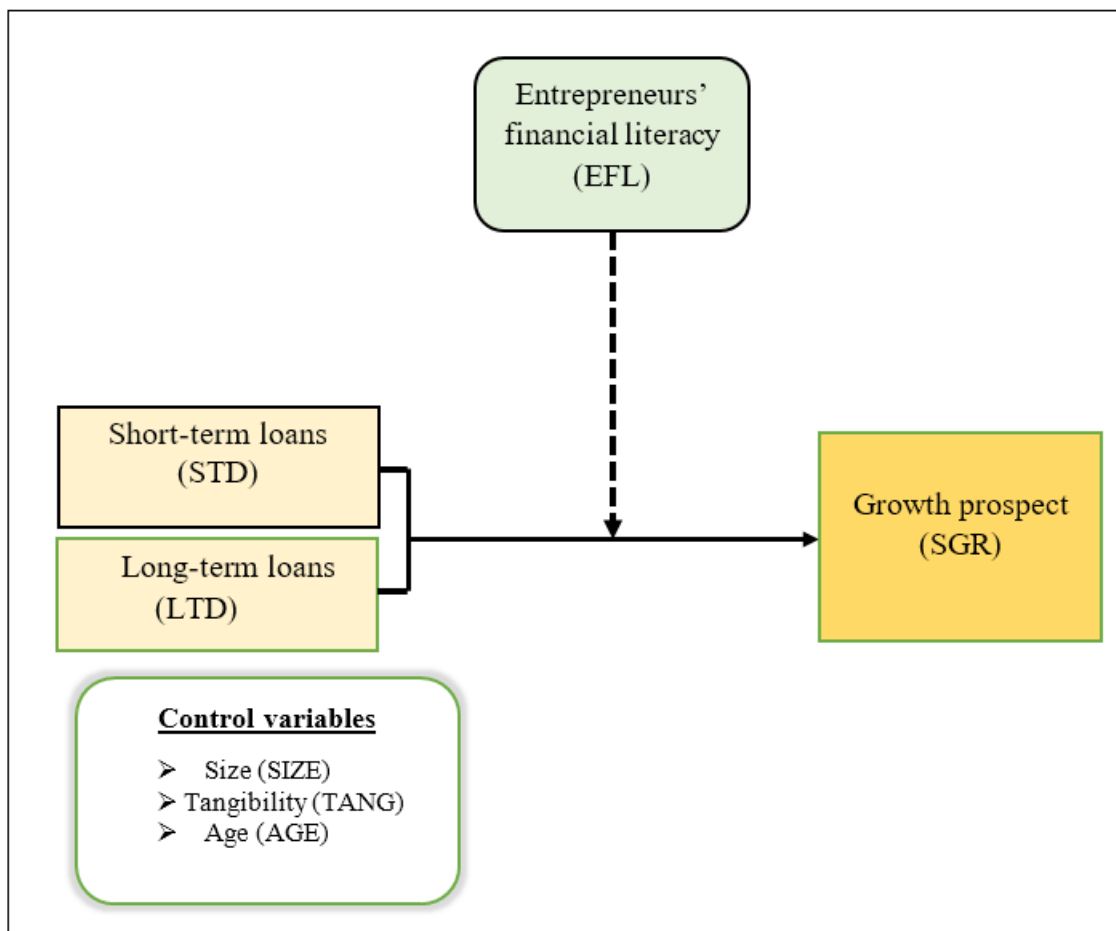 Entrepreneurs’
financial literacy
(EFL)
Short-term loans
(STD)
Long-term loans
(LTD)
Growth prospect
(SGR)
Control variables
➢ Size (SIZE)
➢ Tangibility (TANG)
➢ Age (AGE)